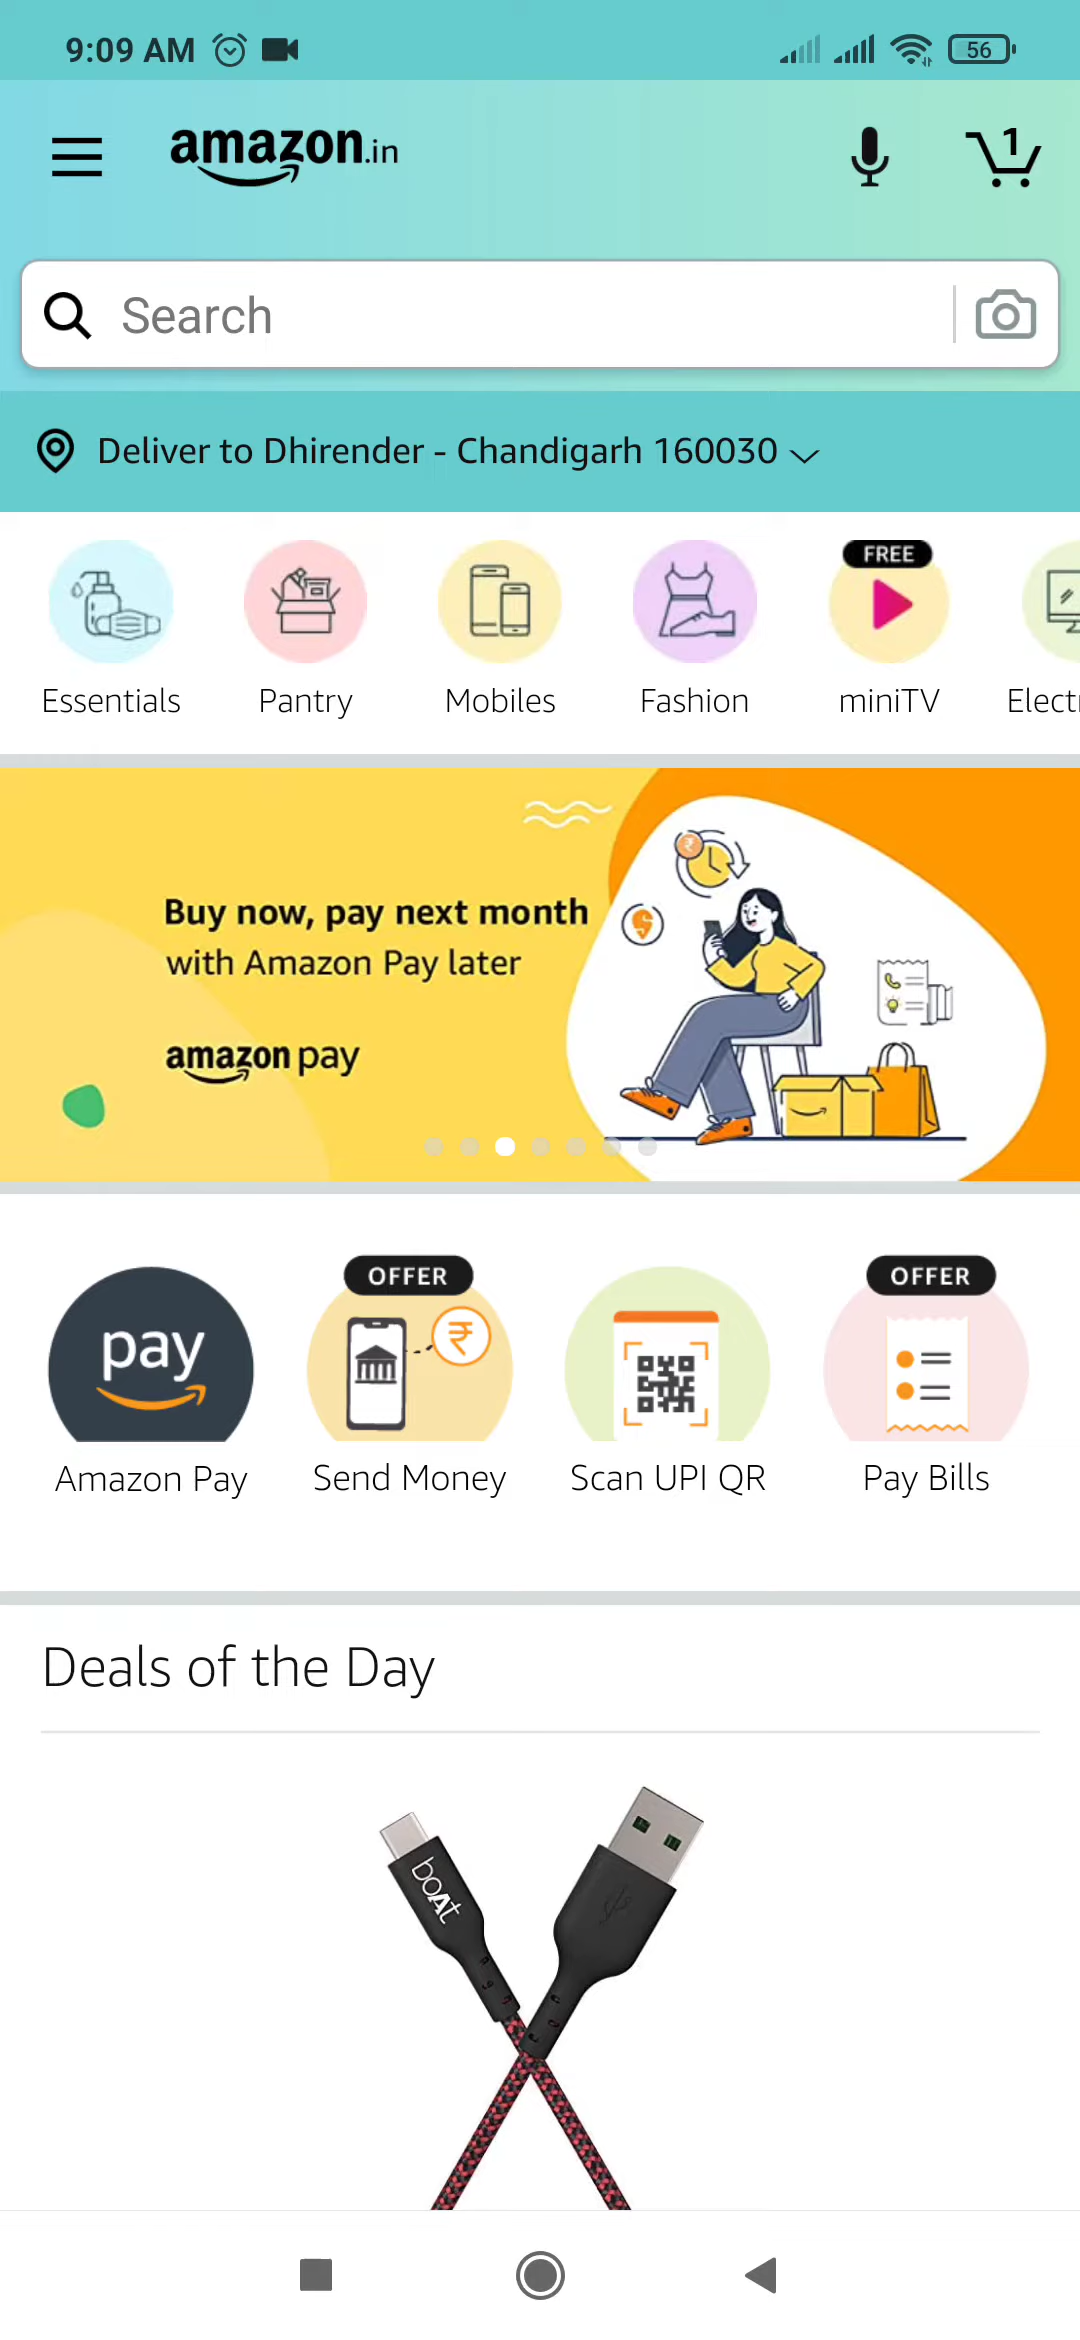 9:09 AM
56
amazon.in
1
Search
Deliver to Dhirender - Chandigarh 160030
FREE
Essentials
Pantry
Mobiles
Fashion
miniTV
Elect
Buy now, pay next month
with Amazon Pay later
amazon pay
OFFER
OFFER
pay
₹
Amazon Pay
Send Money
Scan UPI QR
Pay Bills
Deals of the Day
boAt